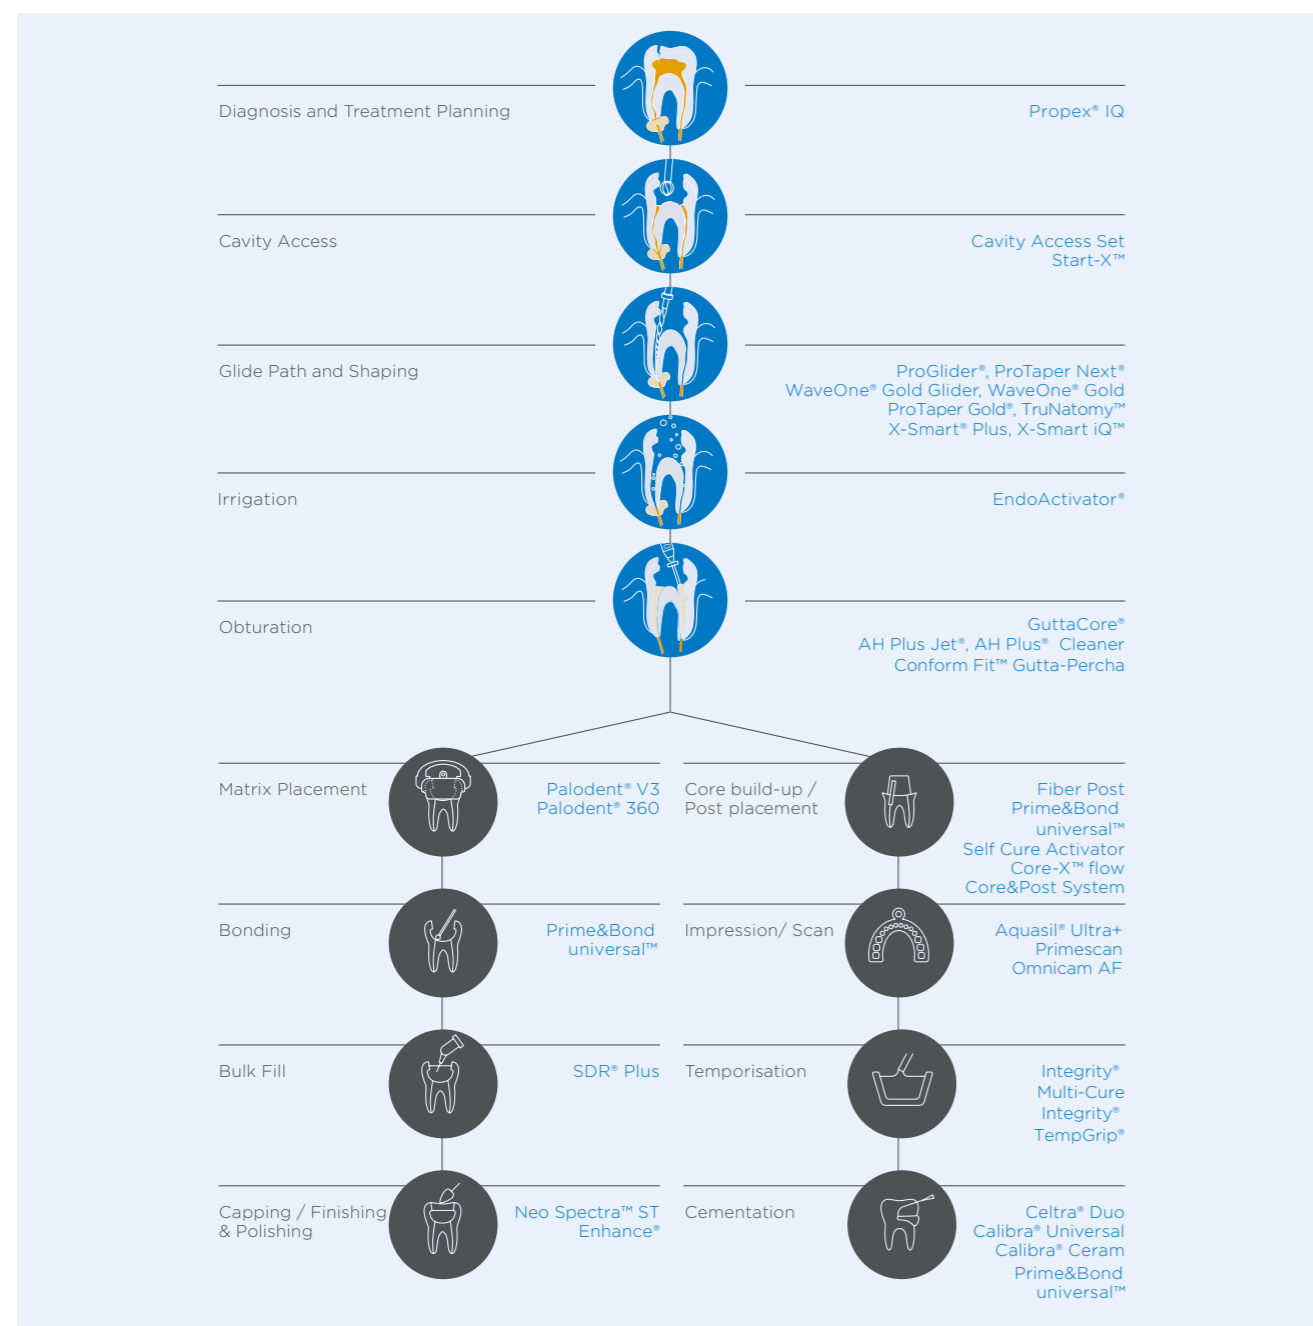 Diagnosis and Treatment Planning
Propex® IQ
Cavity Access
Cavity Access Set
Start-X™
Glide Path and Shaping
ProGlider®, ProTaper Next®
WaveOne® Gold Glider, WaveOne® Gold
ProTaper Gold®, TruNatomy™
X-Smart® Plus, X-Smart iQ™
Irrigation
EndoActivator®
Obturation
GuttaCore®
AH Plus Jet®, AH Plus® Cleaner
Conform Fit™ Gutta-Percha
Matrix Placement
Palodent® V3
Palodent® 360
Core build-up /
Post placement
Fiber Post
Prime&Bond
universal™
Self Cure Activator
Core-X™ flow
Core&Post System
Bonding
Prime&Bond
universal™
Impression/ Scan
Aquasil® Ultra+
Primescan
Omnicam AF
Bulk Fill
SDR® Plus
Temporisation
Integrity®
Multi-Cure
Integrity®
TempGrip®
Capping / Finishing
& Polishing
Neo Spectra™ ST
Enhance®
Cementation
Celtra® Duo
Calibra® Universal
Calibra® Ceram
Prime&Bond
universal™